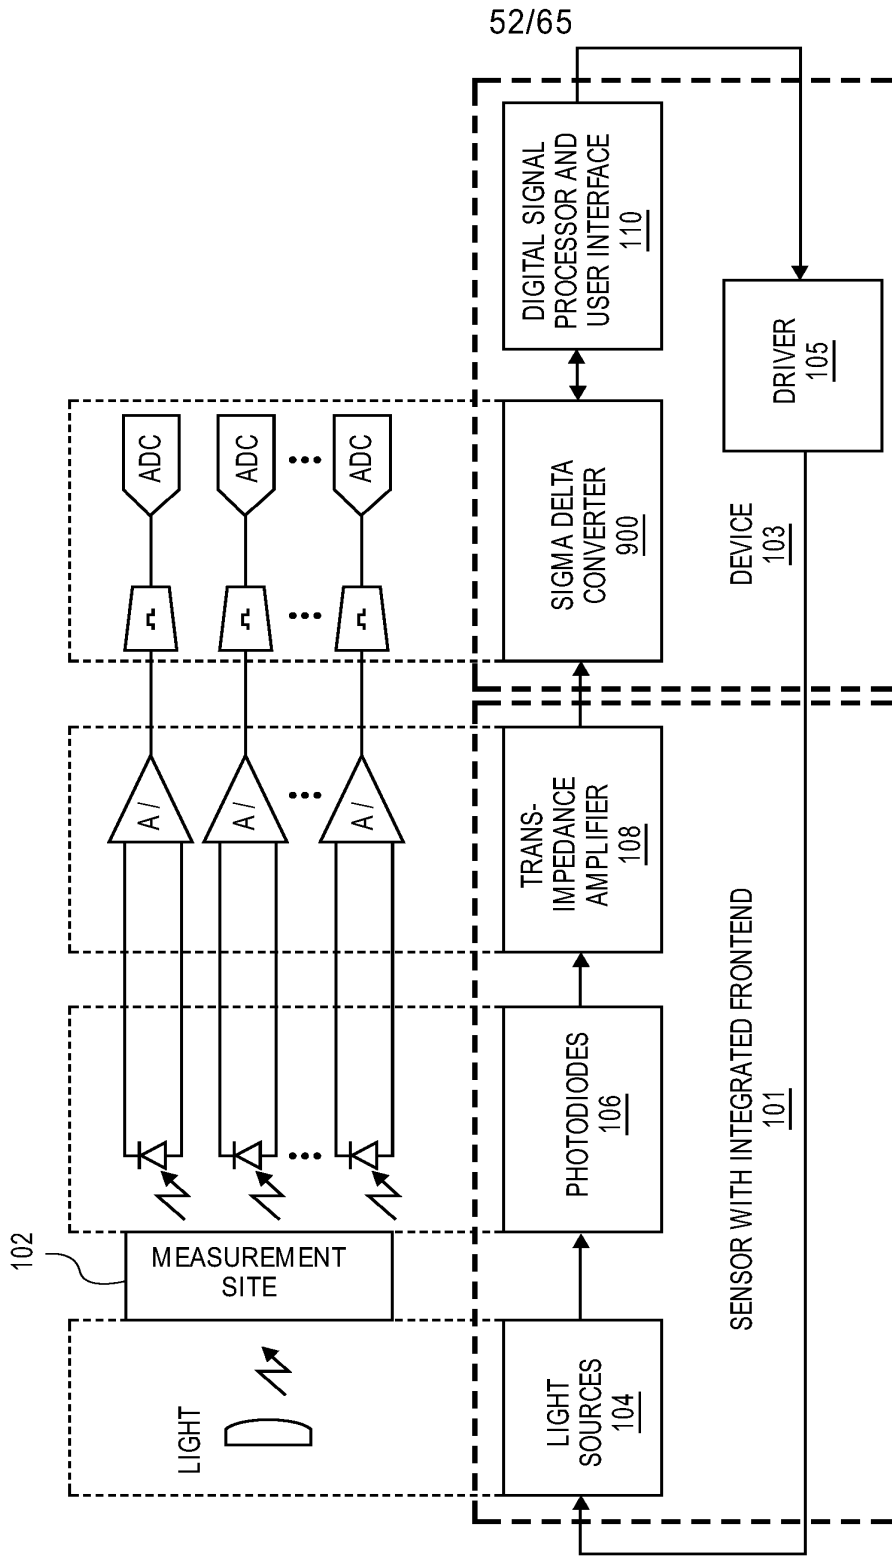 52/65
102
LIGHT
MEASUREMENT
SITE
A /
A /
A /
ADC
ADC
ADC
LIGHT
SOURCES
104
PHOTODIODES
106
TRANS-
IMPEDANCE
AMPLIFIER
108
SIGMA DELTA
CONVERTER
900
DIGITAL SIGNAL
PROCESSOR AND
USER INTERFACE
110
SENSOR WITH INTEGRATED FRONTEND
101
DEVICE
103
DRIVER
105